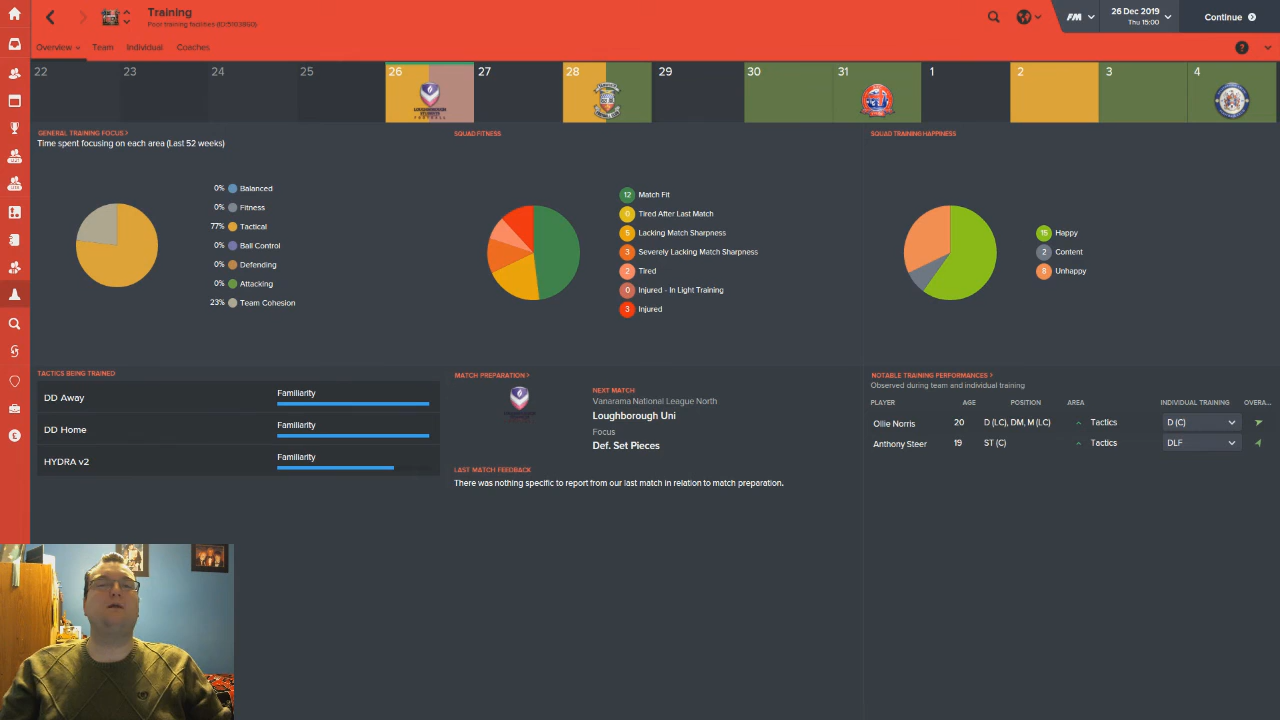 Training
Poor training facilities (ID:5103960)
FM
26 Dec 2019
Thu 15:00
Continue
Overview
Team
Individual
Coaches
?
22 23 24 25 26 27 28 29 30 31 1 2 3 4
GENERAL TRAINING FOCUS >
Time spent focusing on each area (Last 52 weeks)
0% Balanced
0% Fitness
77% Tactical
0% Ball Control
0% Defending
0% Attacking
23% Team Cohesion
SQUAD FITNESS
12 Match Fit
0 Tired After Last Match
5 Lacking Match Sharpness
3 Severely Lacking Match Sharpness
2 Tired
0 Injured - In Light Training
3 Injured
SQUAD TRAINING HAPPINESS
15 Happy
2 Content
8 Unhappy
TACTICS BEING TRAINED
DD Away Familiarity
DD Home Familiarity
HYDRA v2 Familiarity
MATCH PREPARATION >
NEXT MATCH
Vanarama National League North
Loughborough Uni
Focus
Def. Set Pieces
LAST MATCH FEEDBACK
There was nothing specific to report from our last match in relation to match preparation.
NOTABLE TRAINING PERFORMANCES >
Observed during team and individual training
PLAYER AGE POSITION AREA INDIVIDUAL TRAINING OVERA...
Ollie Norris 20 D (LC), DM, M (LC) Tactics D (C)
Anthony Steer 19 ST (C) Tactics DLF